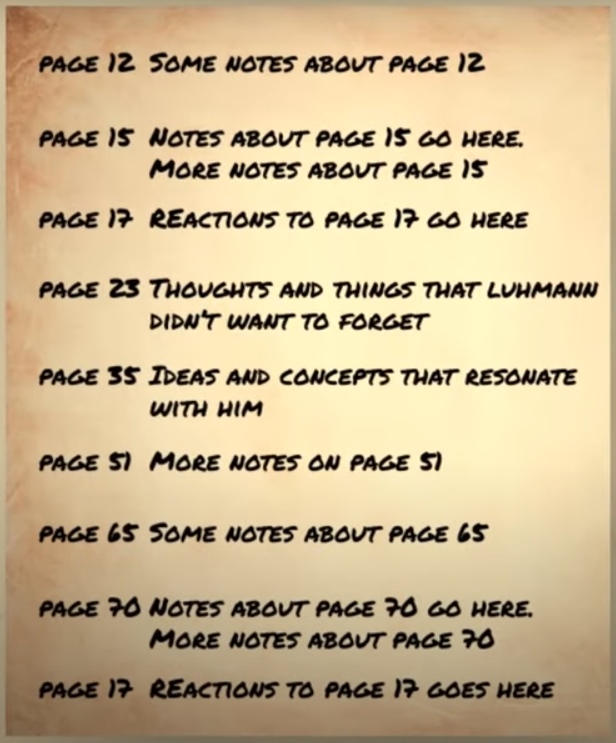 PAGE 12 SOME NOTES ABOUT PAGE 12
PAGE 15 NOTES ABOUT PAGE 15 GO HERE.
MORE NOTES ABOUT PAGE 15
PAGE 17 REACTIONS TO PAGE 17 GO HERE
PAGE 23 THOUGHTS AND THINGS THAT LUHMANN
DIDN'T WANT TO FORGET
PAGE 35 IDEAS AND CONCEPTS THAT RESONATE
WITH HIM
PAGE 51 MORE NOTES ON PAGE 51
PAGE 65 SOME NOTES ABOUT PAGE 65
PAGE 70 NOTES ABOUT PAGE 70 GO HERE.
MORE NOTES ABOUT PAGE 70
PAGE 17 REACTIONS TO PAGE 17 GOES HERE